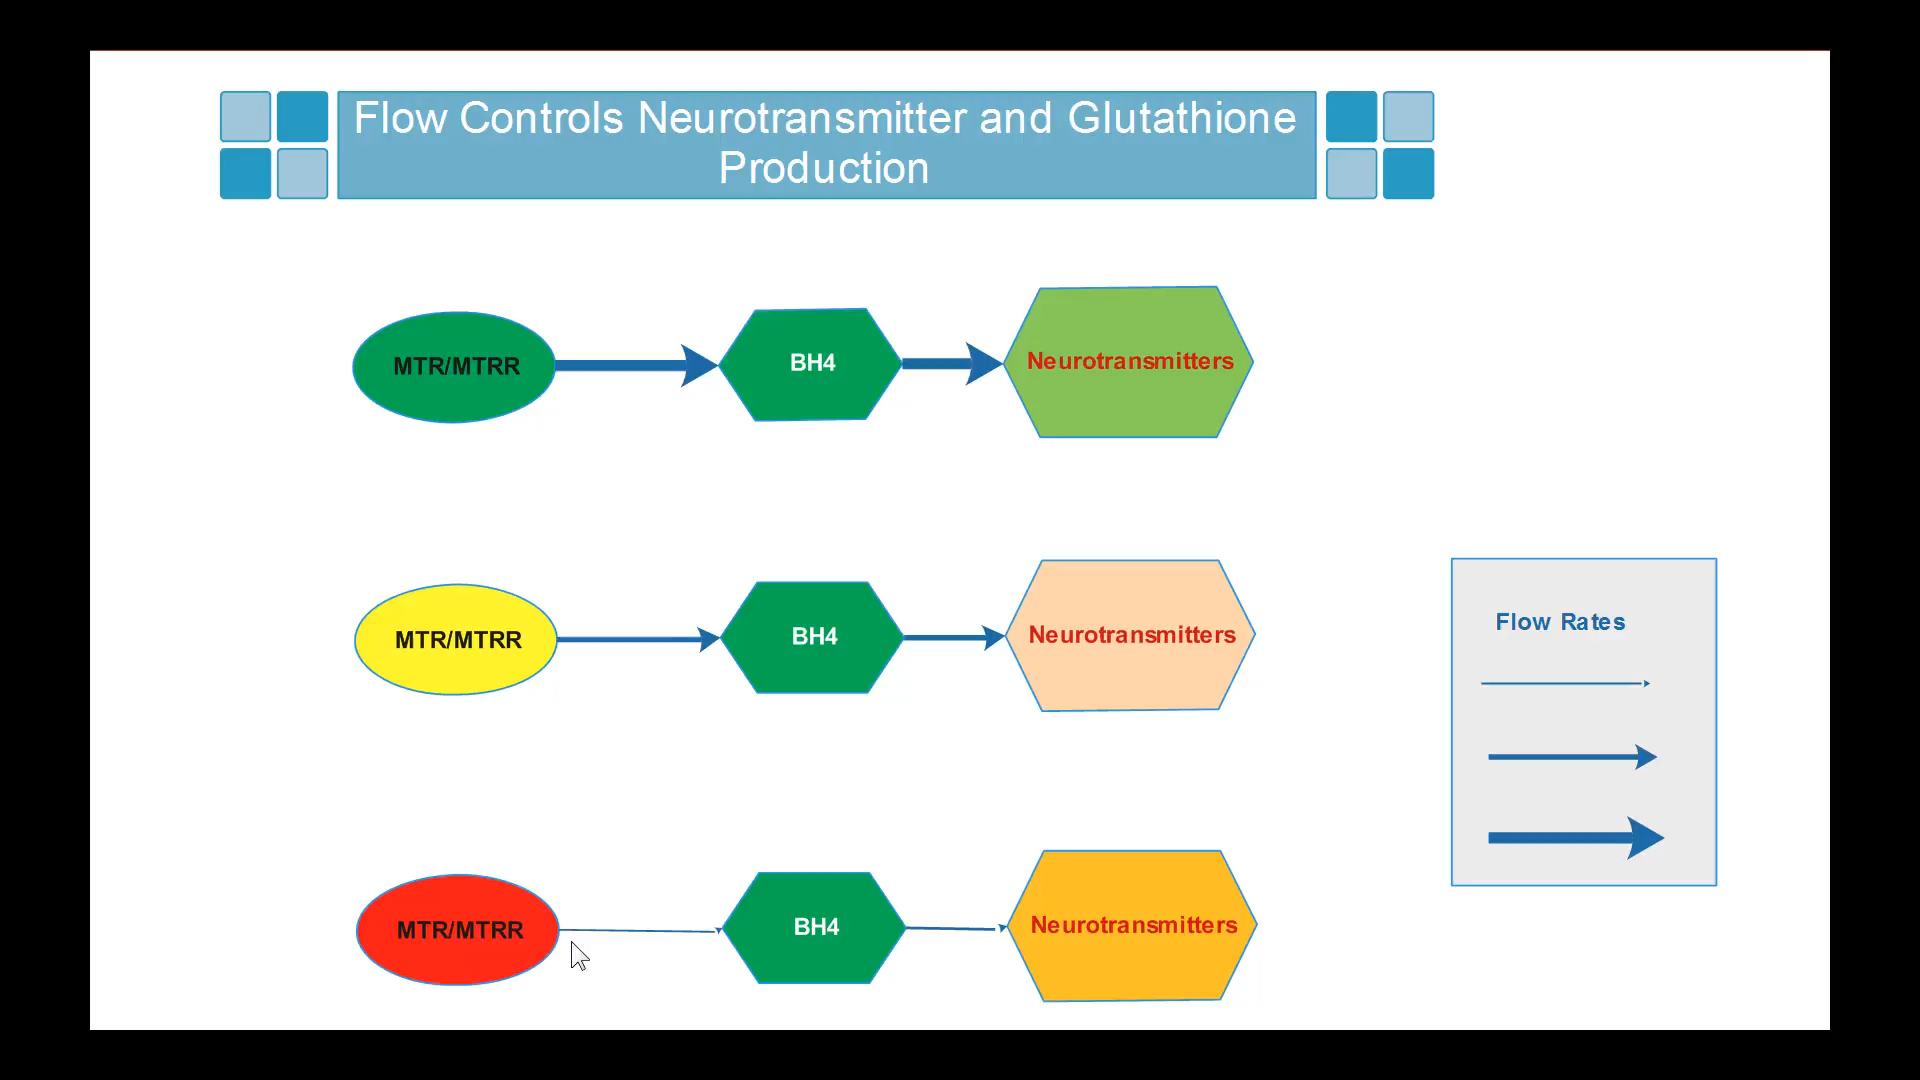 Flow Controls Neurotransmitter and Glutathione
Production
MTR/MTRR
BH4
Neurotransmitters
MTR/MTRR
BH4
Neurotransmitters
Flow Rates
MTR/MTRR
BH4
Neurotransmitters